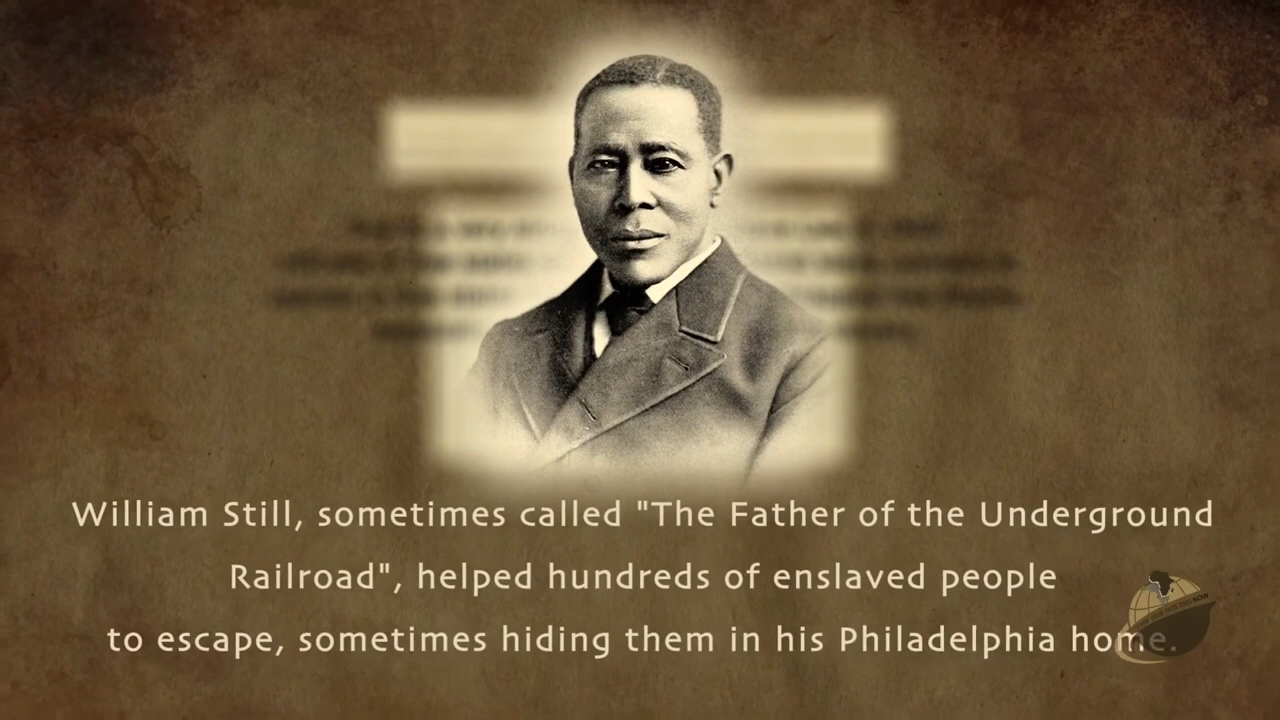 William Still, sometimes called "The Father of the Underground
Railroad", helped hundreds of enslaved people
to escape, sometimes hiding them in his Philadelphia home.
NOW